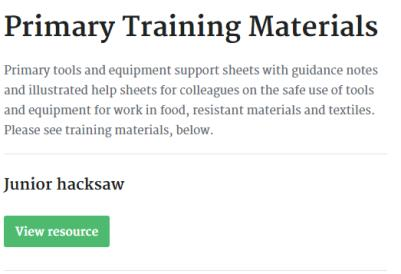 Primary Training Materials
Primary tools and equipment support sheets with guidance notes
and illustrated help sheets for colleagues on the safe use of tools
and equipment for work in food, resistant materials and textiles.
Please see training materials, below.
Junior hacksaw
View resource